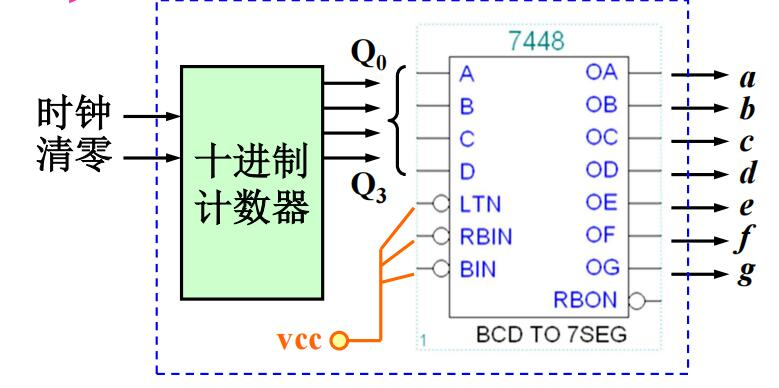 时钟
清零
十进制
计数器
Q0
Q3
vcc
7448
A
B
C
D
LTN
RBIN
BIN
OA
OB
OC
OD
OE
OF
OG
RBON
1
BCD TO 7SEG
a
b
c
d
e
f
g